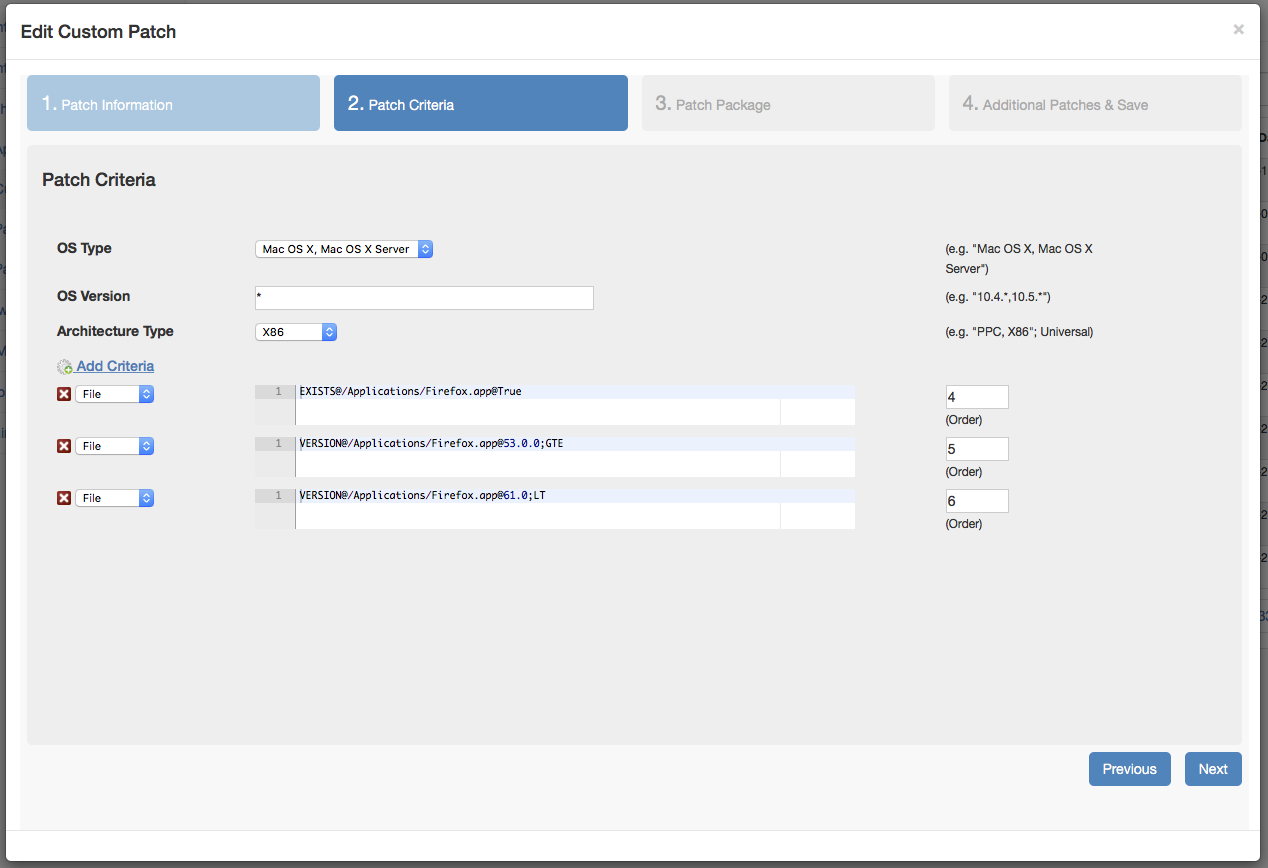 Edit Custom Patch
×
1. Patch Information
2. Patch Criteria
3. Patch Package
4. Additional Patches & Save
Patch Criteria
OS Type
Mac OS X, Mac OS X Server
(e.g. "Mac OS X, Mac OS X
Server")
OS Version
*
(e.g. "10.4.*,10.5.*")
Architecture Type
X86
(e.g. "PPC, X86"; Universal)
Add Criteria
File
1
EXISTS@/Applications/Firefox.app@True
4
(Order)
File
1
VERSION@/Applications/Firefox.app@53.0.0;GTE
5
(Order)
File
1
VERSION@/Applications/Firefox.app@61.0;LT
6
(Order)
Previous
Next